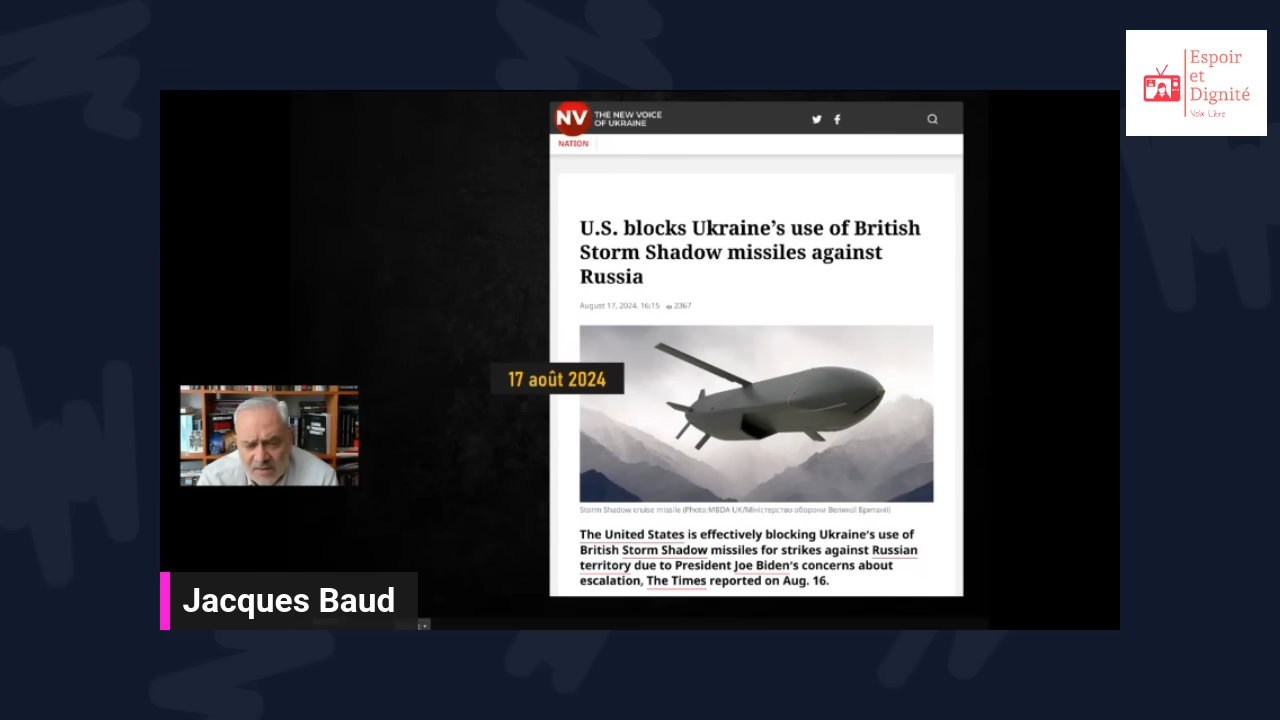 Espoir
et
Dignité
Voix Libre
NV THE NEW VOICE
OF UKRAINE
NATION
U.S. blocks Ukraine's use of British
Storm Shadow missiles against
Russia
August 17, 2024, 16:15 2367
17 août 2024
Storm Shadow cruise missile (Photo:MBDA UK/Міністерство оборони Великої Британії)
The United States is effectively blocking Ukraine's use of
British Storm Shadow missiles for strikes against Russian
territory due to President Joe Biden's concerns about
escalation, The Times reported on Aug. 16.
Jacques Baud